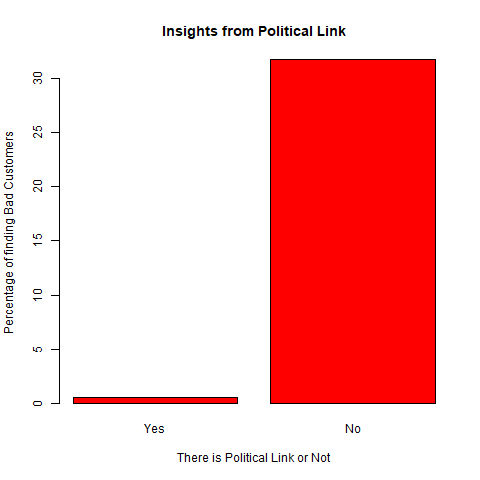 Insights from Political Link
Percentage of finding Bad Customers
30
25
20
15
10
5
0
Yes No
There is Political Link or Not